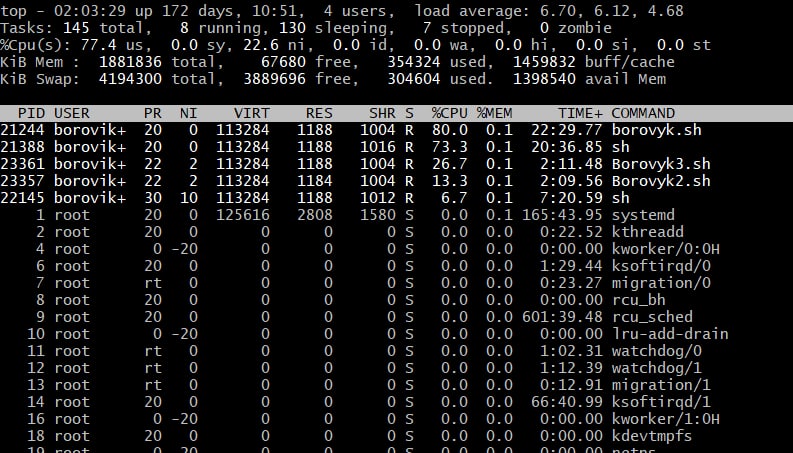 top - 02:03:29 up 172 days, 10:51,  4 users,  load average: 6.70, 6.12, 4.68
Tasks: 145 total,   8 running, 130 sleeping,   7 stopped,   0 zombie
%Cpu(s): 77.4 us,  0.0 sy, 22.6 ni,  0.0 id,  0.0 wa,  0.0 hi,  0.0 si,  0.0 st
KiB Mem :  1881836 total,    67680 free,   354324 used,  1459832 buff/cache
KiB Swap:  4194300 total,  3889696 free,   304604 used.  1398540 avail Mem
PID USER      PR  NI    VIRT    RES    SHR S  %CPU %MEM     TIME+ COMMAND
21244 borovik+  20   0  113284   1188   1004 R  80.0  0.1  22:29.77 borovyk.sh
21388 borovik+  20   0  113284   1188   1016 R  73.3  0.1  20:36.85 sh
23361 borovik+  22   2  113284   1188   1004 R  26.7  0.1   2:11.48 Borovyk3.sh
23357 borovik+  22   2  113284   1184   1004 R  13.3  0.1   2:09.56 Borovyk2.sh
22145 borovik+  30  10  113284   1188   1012 R   6.7  0.1   7:20.59 sh
1 root      20   0  125616   2808   1580 S   0.0  0.1 165:43.95 systemd
2 root      20   0       0      0      0 S   0.0  0.0   0:22.52 kthreadd
4 root       0 -20       0      0      0 S   0.0  0.0   0:00.00 kworker/0:0H
6 root      20   0       0      0      0 S   0.0  0.0   1:29.44 ksoftirqd/0
7 root      rt   0       0      0      0 S   0.0  0.0   0:23.27 migration/0
8 root      20   0       0      0      0 S   0.0  0.0   0:00.00 rcu_bh
9 root      20   0       0      0      0 S   0.0  0.0 601:39.48 rcu_sched
10 root       0 -20       0      0      0 S   0.0  0.0   0:00.00 lru-add-drain
11 root      rt   0       0      0      0 S   0.0  0.0   1:02.31 watchdog/0
12 root      rt   0       0      0      0 S   0.0  0.0   1:12.39 watchdog/1
13 root      rt   0       0      0      0 S   0.0  0.0   0:12.91 migration/1
14 root      20   0       0      0      0 S   0.0  0.0  66:40.99 ksoftirqd/1
16 root       0 -20       0      0      0 S   0.0  0.0   0:00.00 kworker/1:0H
18 root      20   0       0      0      0 S   0.0  0.0   0:00.00 kdevtmpfs
19 root       0 -20       0      0      0 S   0.0  0.0   0:00.00 netns